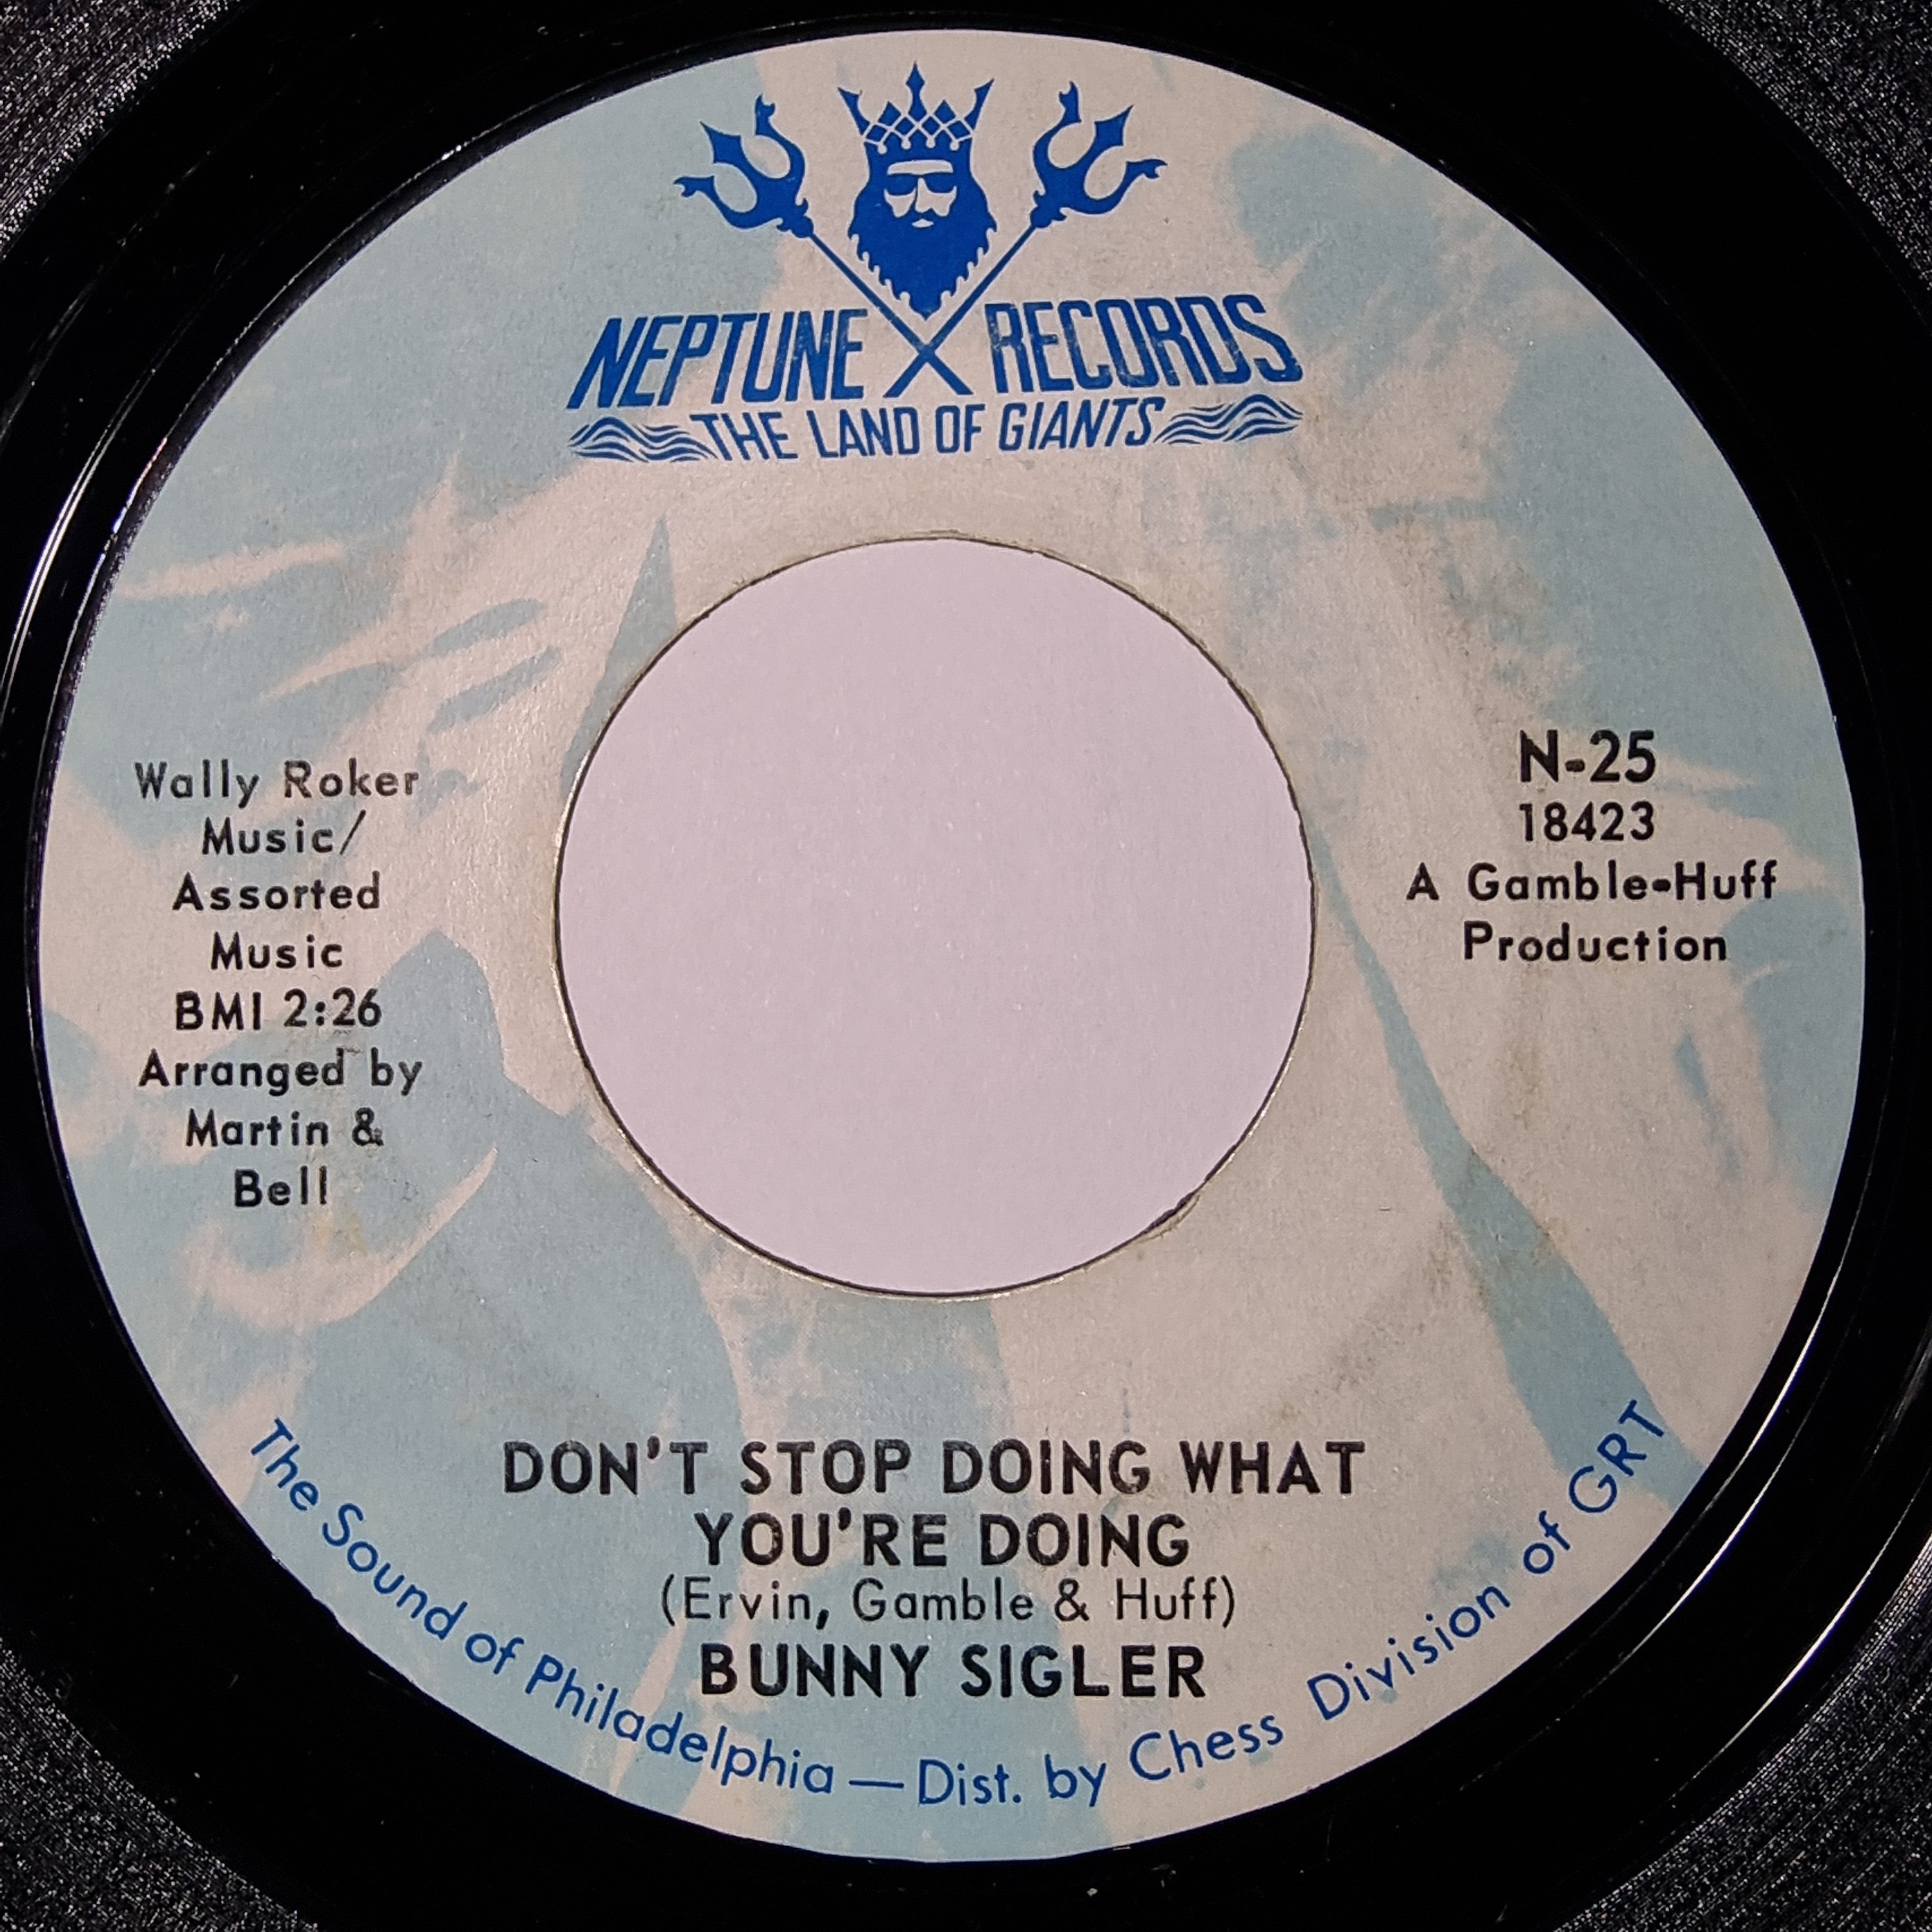 NEPTUNE RECORDS
THE LAND OF GIANTS
Wally Roker
Music/
Assorted
Music
BMI 2:26
Arranged by
Martin &
Bell
N-25
18423
A Gamble-Huff
Production
DON'T STOP DOING WHAT
YOU'RE DOING
(Ervin, Gamble & Huff)
BUNNY SIGLER
The Sound of Philadelphia — Dist. by Chess Division of GRT